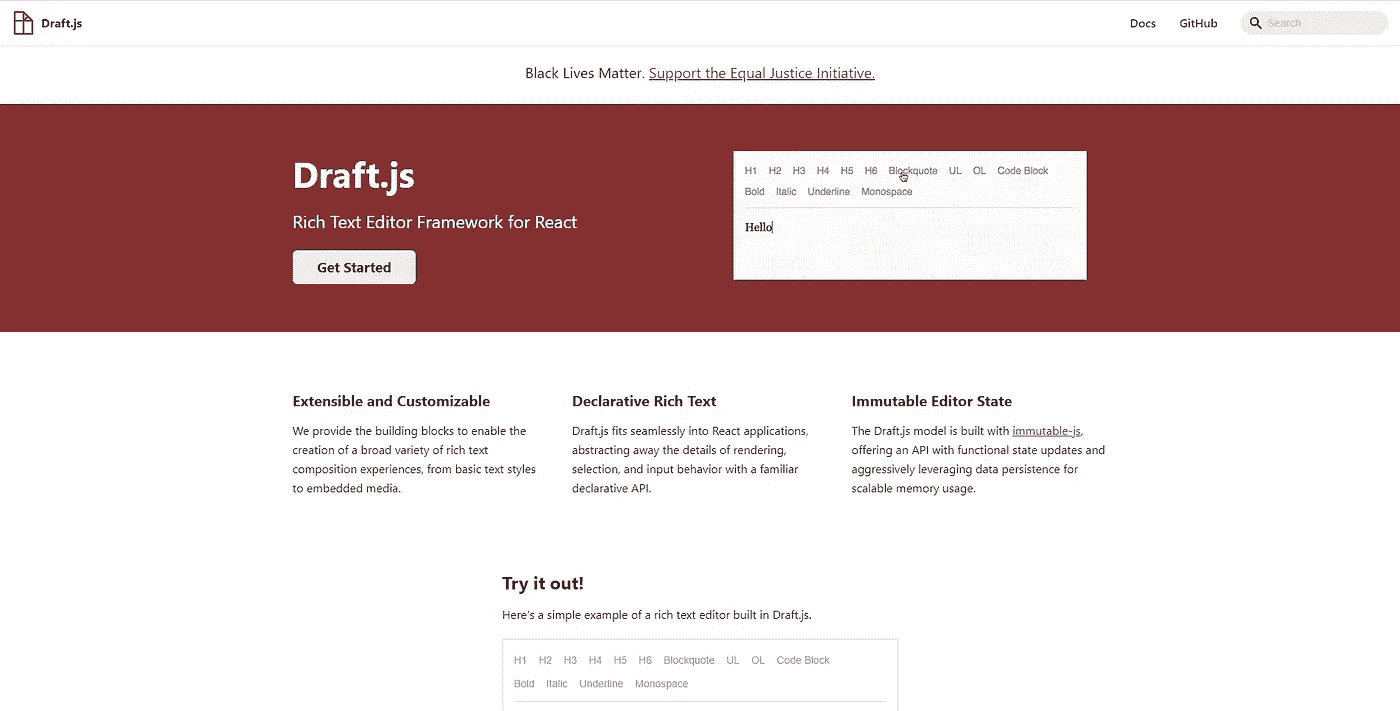 Draft.js
Docs GitHub Search
Black Lives Matter. Support the Equal Justice Initiative.
Draft.js
Rich Text Editor Framework for React
Get Started
H1 H2 H3 H4 H5 H6 Blockquote UL OL Code Block
Bold Italic Underline Monospace
Hello
Extensible and Customizable
We provide the building blocks to enable the
creation of a broad variety of rich text
composition experiences, from basic text styles
to embedded media.
Declarative Rich Text
Draft.js fits seamlessly into React applications,
abstracting away the details of rendering,
selection, and input behavior with a familiar
declarative API.
Immutable Editor State
The Draft.js model is built with immutable-js,
offering an API with functional state updates and
aggressively leveraging data persistence for
scalable memory usage.
Try it out!
Here's a simple example of a rich text editor built in Draft.js.
H1 H2 H3 H4 H5 H6 Blockquote UL OL Code Block
Bold Italic Underline Monospace